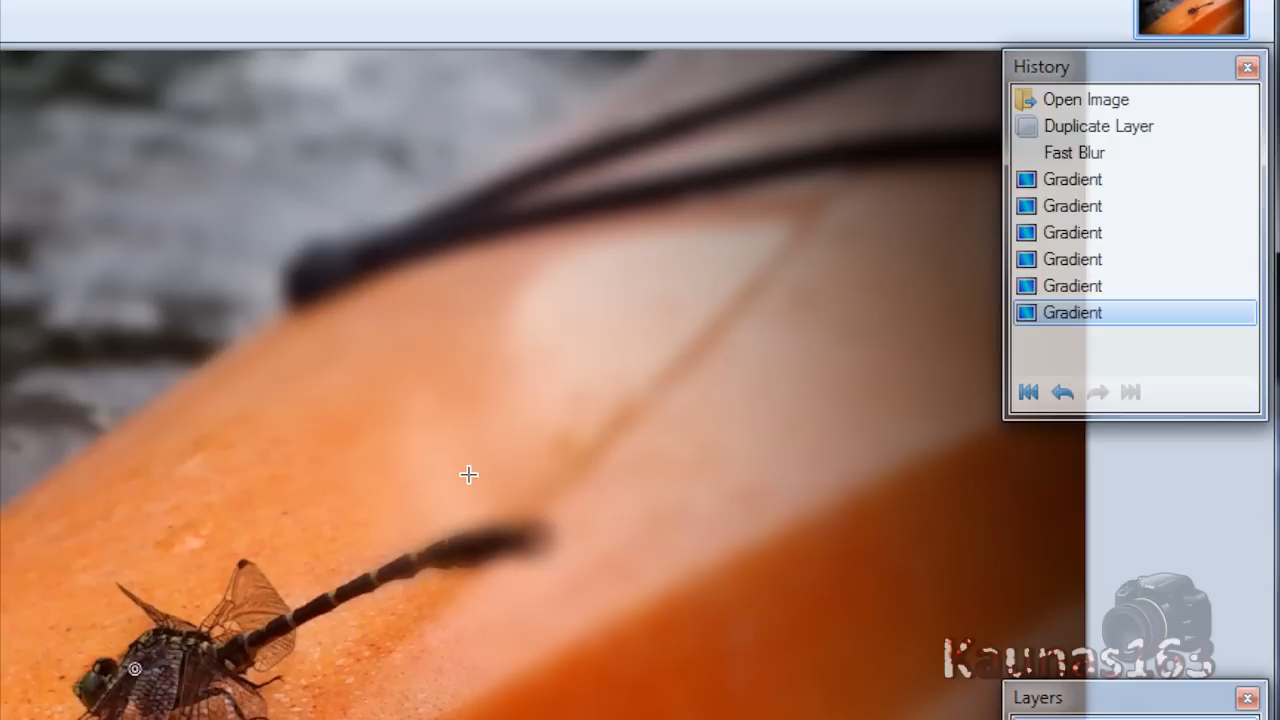 History
Open Image
Duplicate Layer
Fast Blur
Gradient
Gradient
Gradient
Gradient
Gradient
Gradient
Kaunas163
Layers